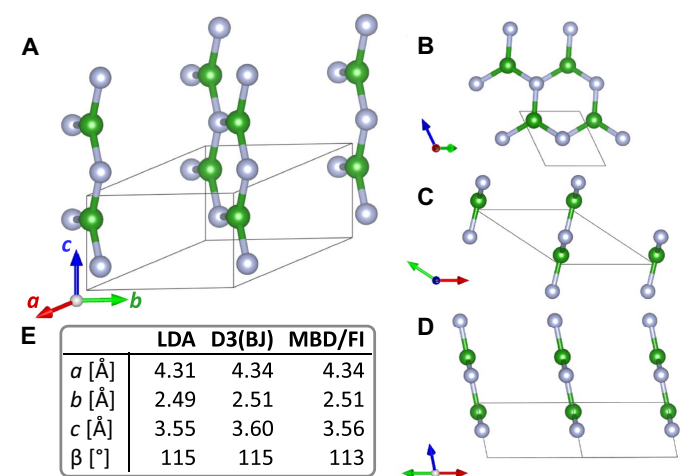 A
B
C
c
a
b
D
E
LDA D3(BJ) MBD/FI
a [Å] 4.31 4.34 4.34
b [Å] 2.49 2.51 2.51
c [Å] 3.55 3.60 3.56
β [°] 115 115 113